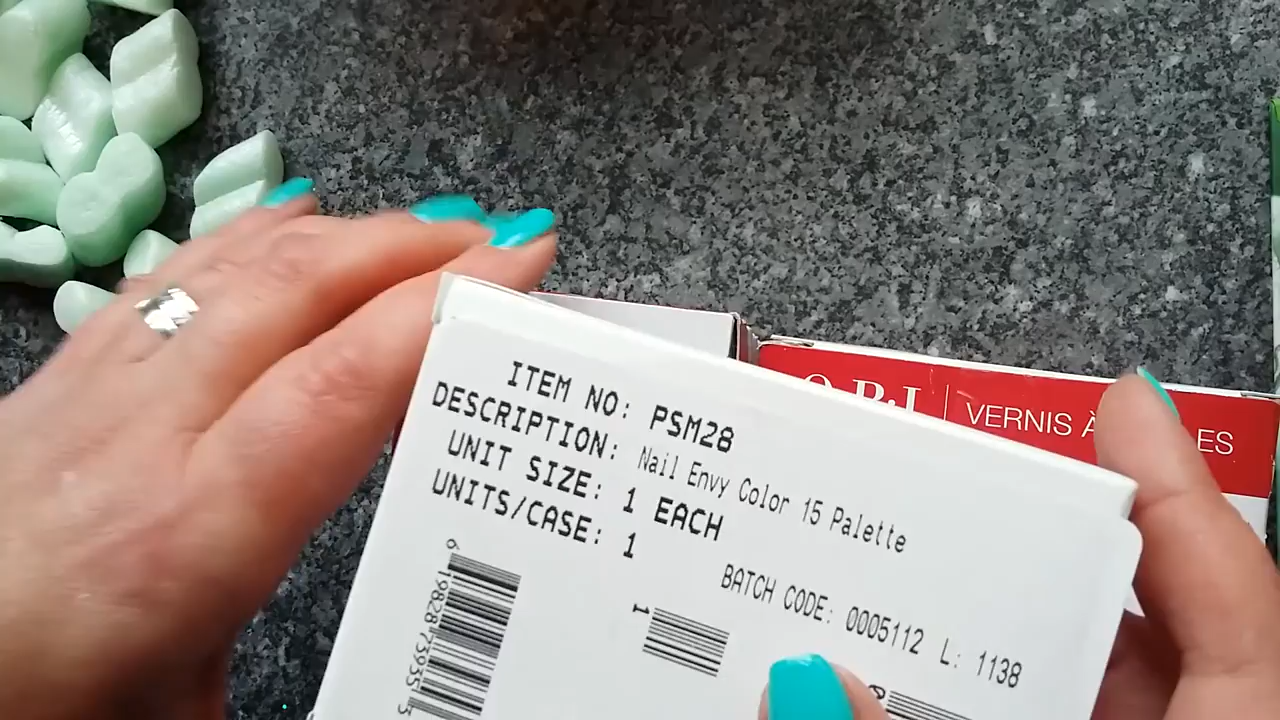 ITEM NO: PSM28
DESCRIPTION: Nail Envy Color 15 Palette
UNIT SIZE: 1 EACH
UNITS/CASE: 1
BATCH CODE: 0005112 L: 1138
1
O·P·I
VERNIS À